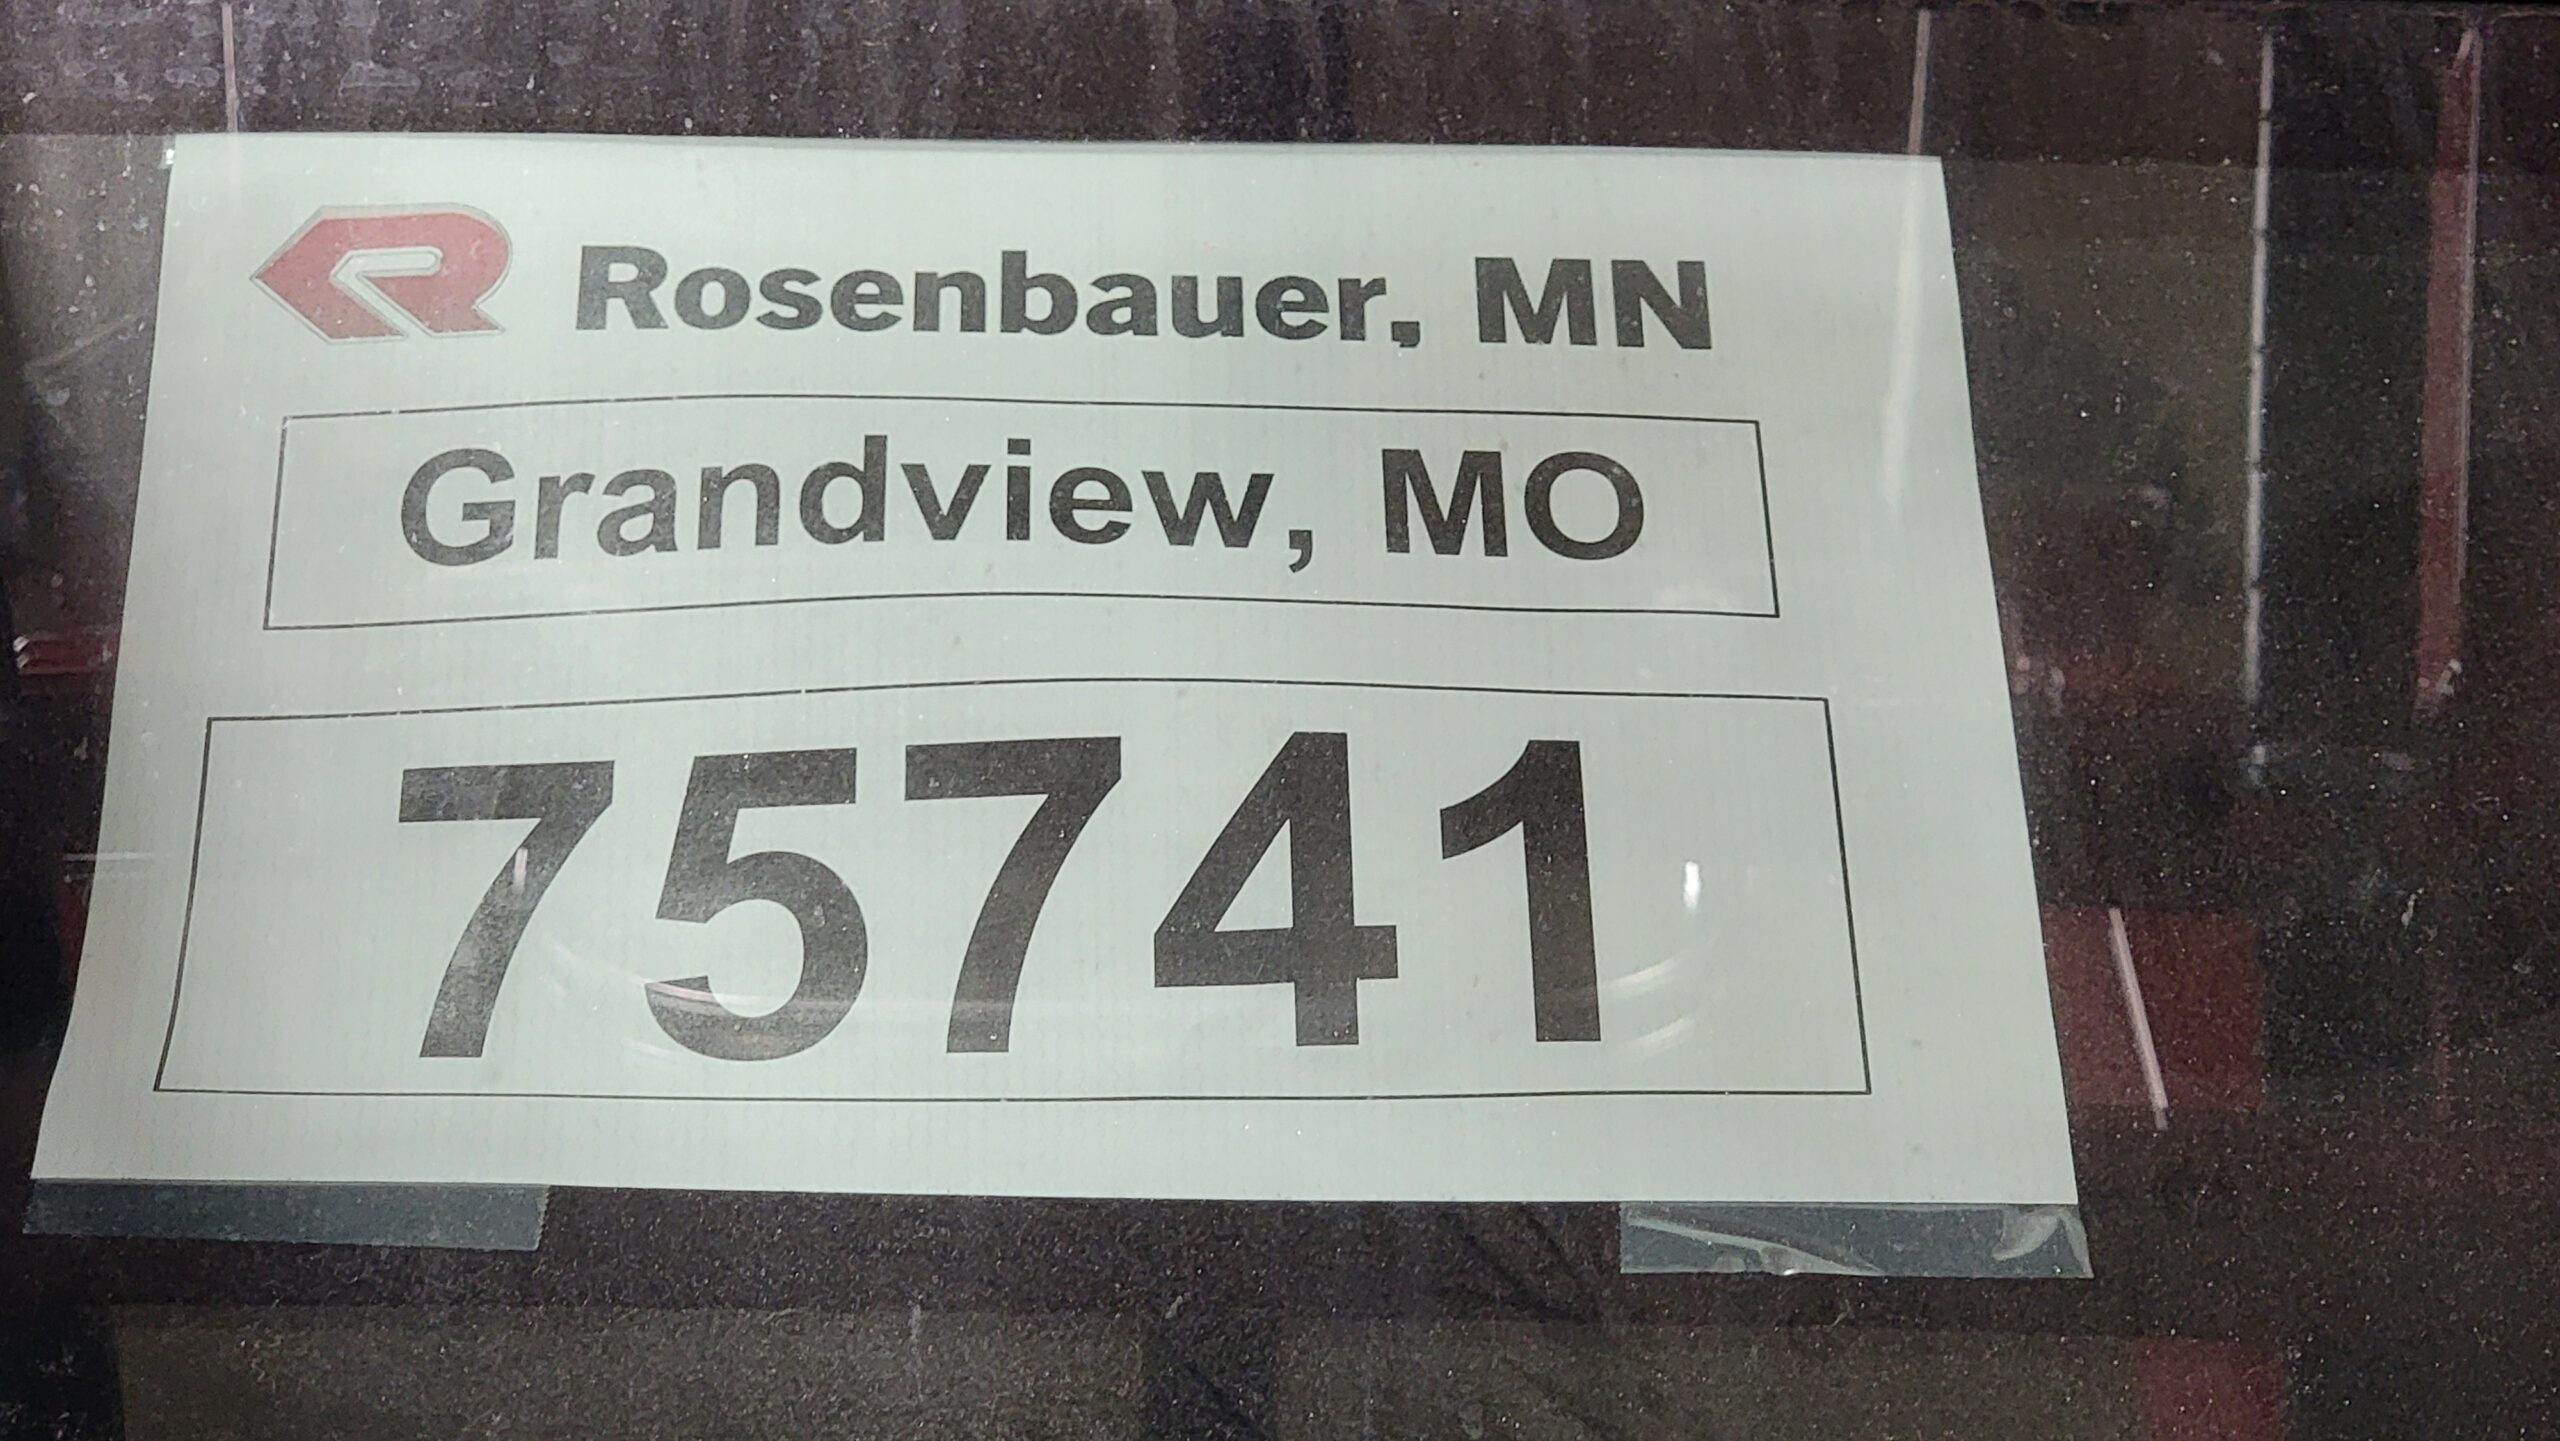 Rosenbauer, MN
Grandview, MO
75741